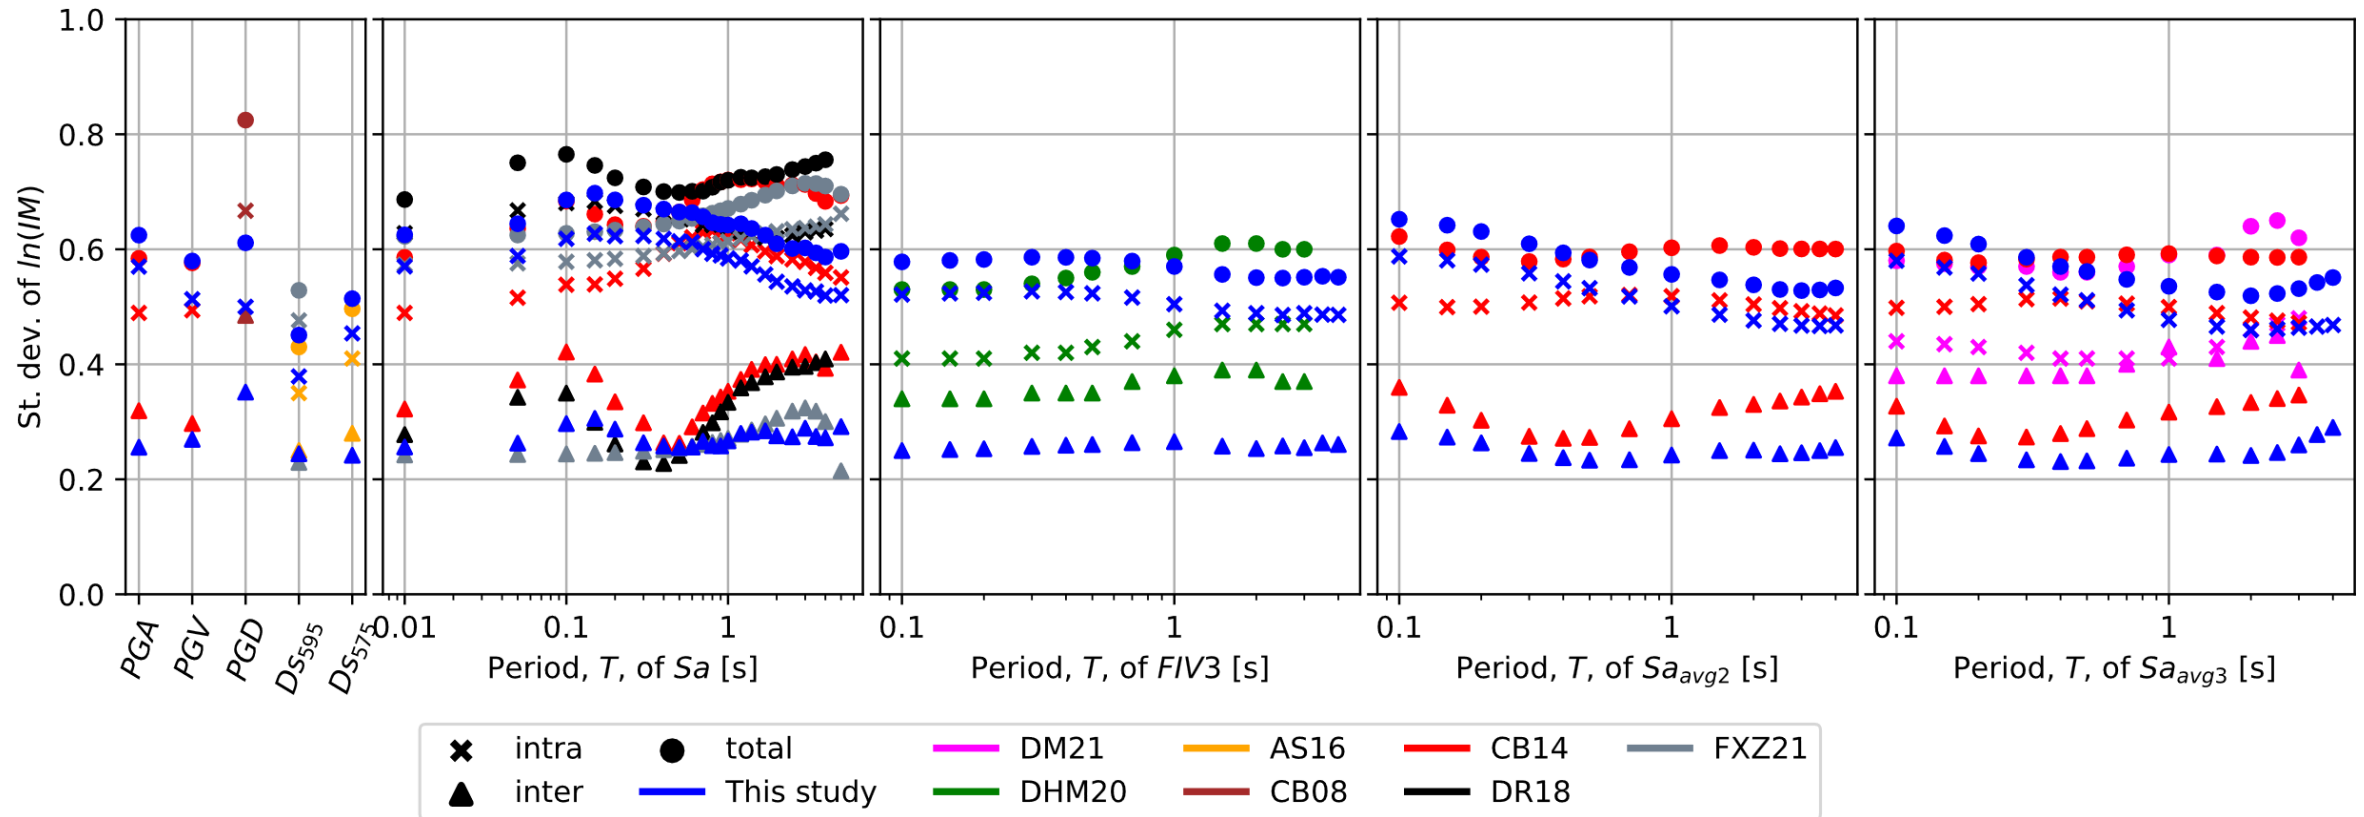 St. dev. of ln(IM)
1.0
0.8
0.6
0.4
0.2
0.0
PGA
PGV
PGD
Ds595
Ds575
0.01
0.1
1
Period, T, of Sa [s]
0.1
1
Period, T, of FIV3 [s]
0.1
1
Period, T, of Saavg2 [s]
0.1
1
Period, T, of Saavg3 [s]
intra
total
DM21
AS16
CB14
FXZ21
inter
This study
DHM20
CB08
DR18